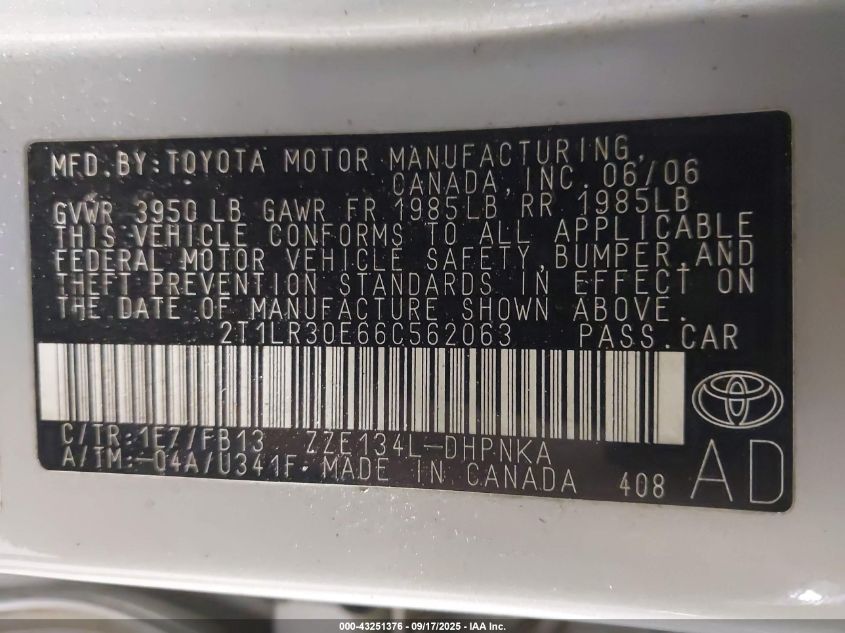 MFD.BY:TOYOTA MOTOR MANUFACTURING,
CANADA, INC. 06/06
GVWR 3950 LB GAWR FR 1985LB RR 1985LB
THIS VEHICLE CONFORMS TO ALL APPLICABLE
FEDERAL MOTOR VEHICLE SAFETY, BUMPER, AND
THEFT PREVENTION STANDARDS IN EFFECT ON
THE DATE OF MANUFACTURE SHOWN ABOVE.
2T1LR30E66C562063 PASS.CAR
C/TR:1E7/FB13 ZZE134L-DHPNKA
A/TM:-04A/U341F MADE IN CANADA 408 AD
000-43251376 - 09/17/2025 - IAA Inc.